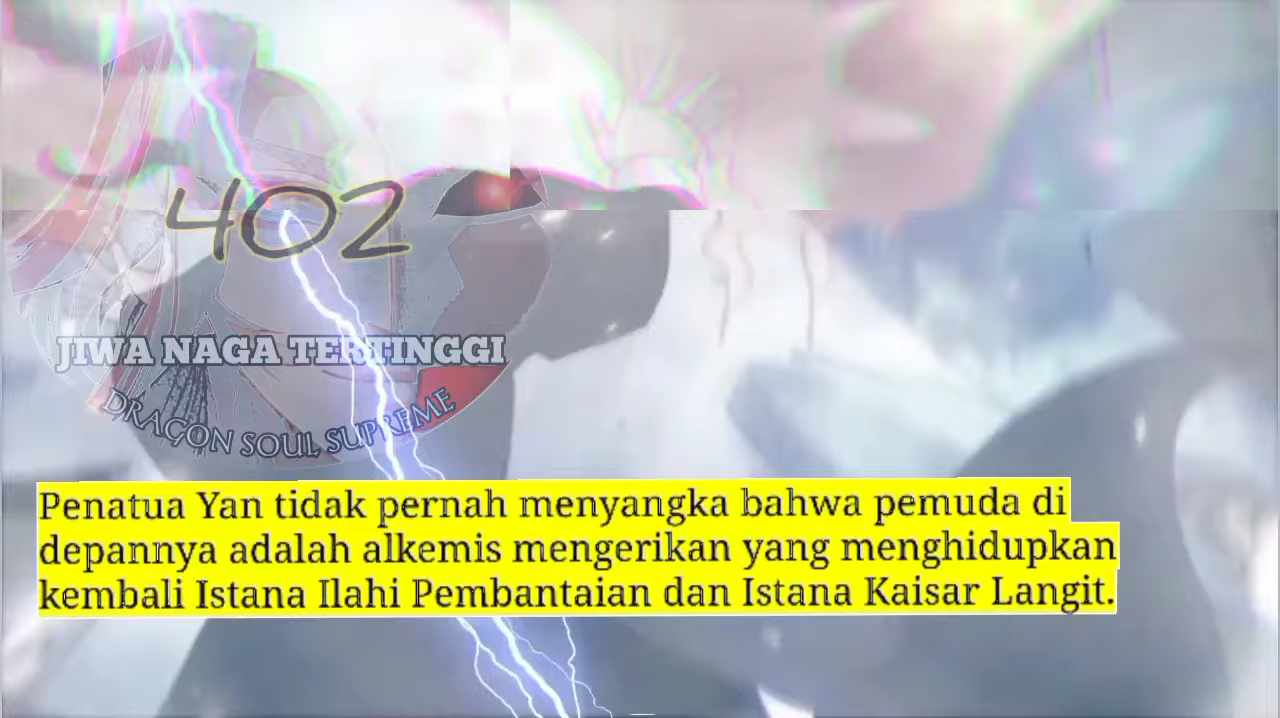 402
JIWA NAGA TERTINGGI
DRAGON SOUL SUPREME
Penatua Yan tidak pernah menyangka bahwa pemuda di
depannya adalah alkemis mengerikan yang menghidupkan
kembali Istana Ilahi Pembantaian dan Istana Kaisar Langit.